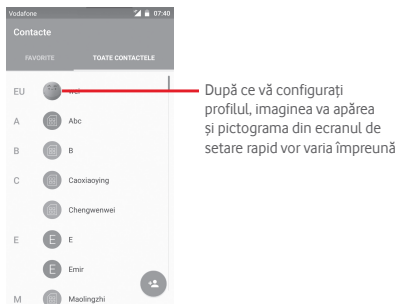 Vodafone 07:40
Contacte
FAVORITE TOATE CONTACTELE
EU wei
După ce vă configurați
profilul, imaginea va apărea
și pictograma din ecranul de
setare rapid vor varia împreună
A Abc
B B
C Caoxiaoying
Chengwenwei
E E E
E Emir
M Maolingzhi